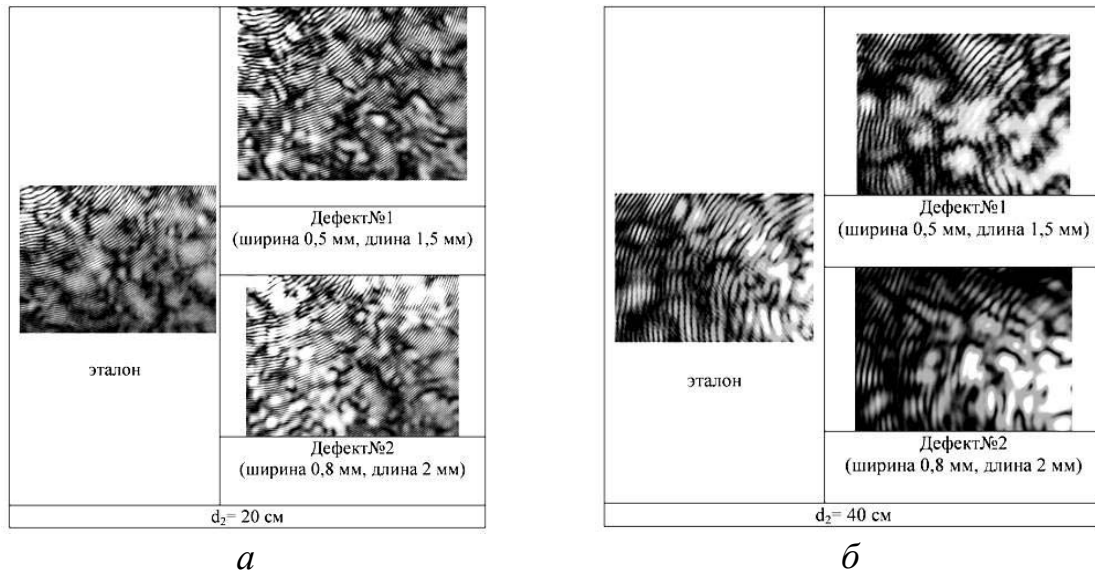 эталон
Дефект№1
(ширина 0,5 мм, длина 1,5 мм)
Дефект№2
(ширина 0,8 мм, длина 2 мм)
d₂= 20 см
а
эталон
Дефект№1
(ширина 0,5 мм, длина 1,5 мм)
Дефект№2
(ширина 0,8 мм, длина 2 мм)
d₂= 40 см
б